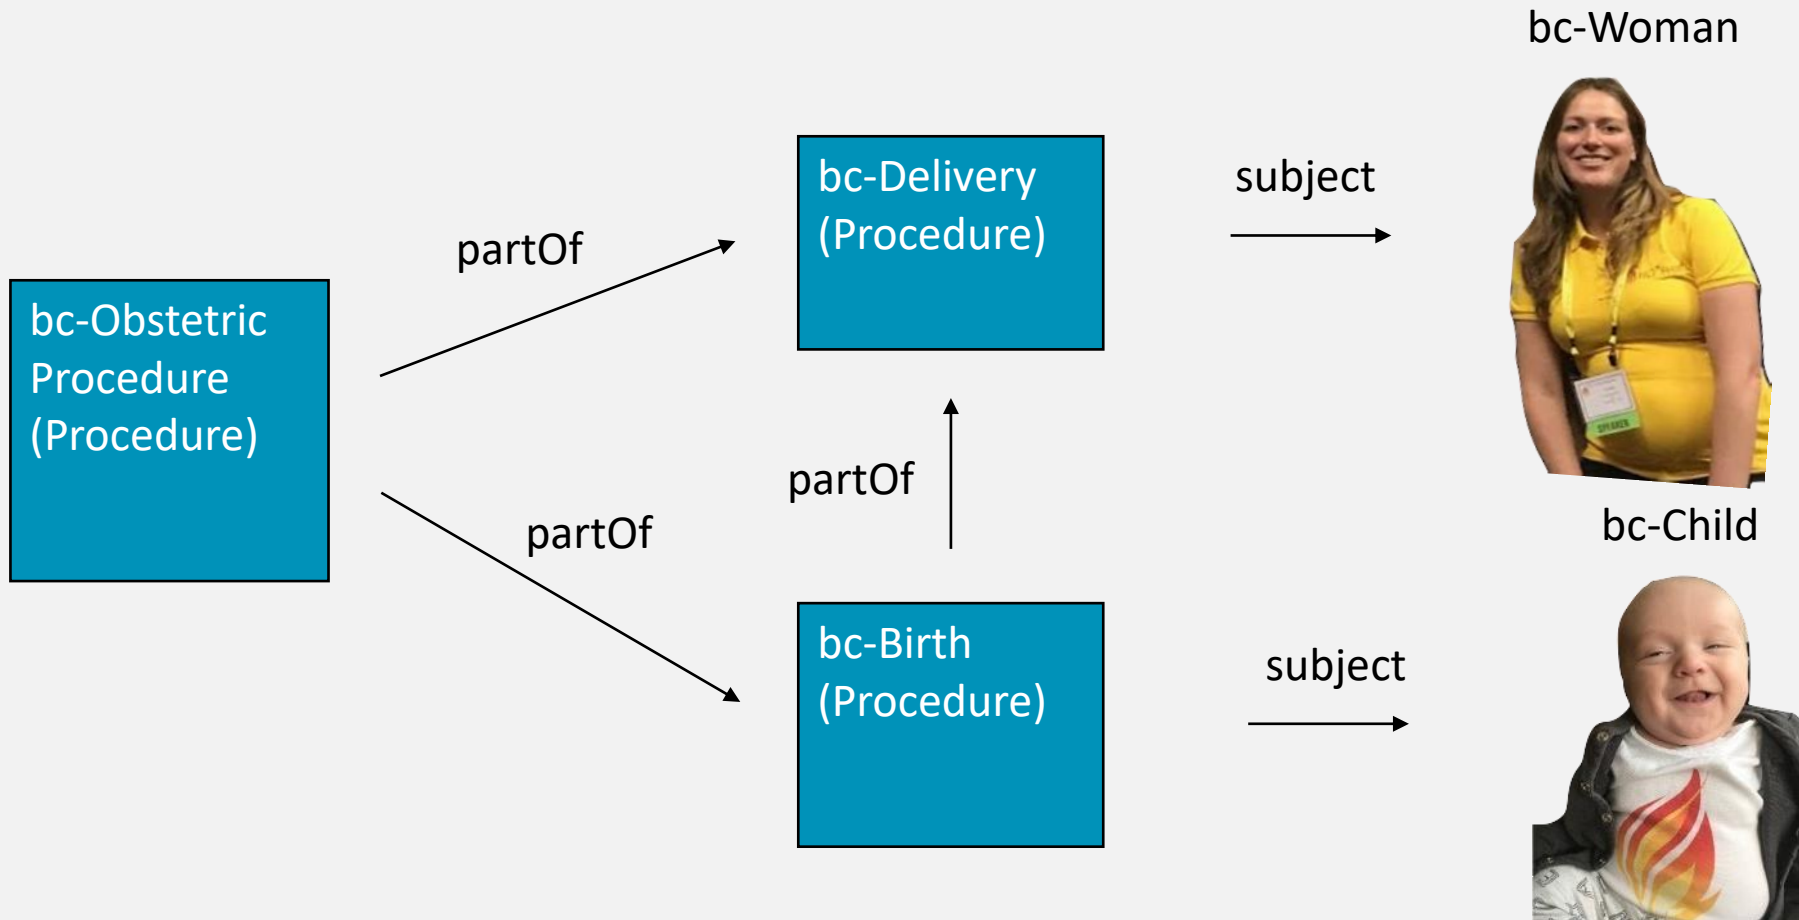 bc-Woman
bc-Delivery
(Procedure)
subject
partOf
bc-Obstetric
Procedure
(Procedure)
SPEAKER
partOf
partOf
bc-Child
bc-Birth
(Procedure)
subject